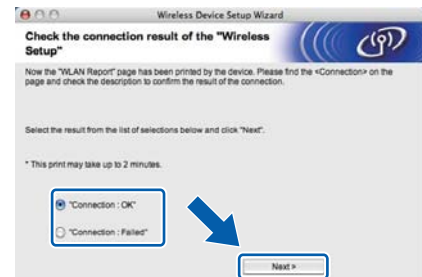 Wireless Device Setup Wizard
Check the connection result of the "Wireless
Setup"
Now the "WLAN Report" page has been printed by the device. Please find the <Connection> on the
page and check the description to confirm the result of the connection.
Select the result from the list of selections below and click "Next".
* This print may take up to 2 minutes.
"Connection : OK"
"Connection : Failed"
Next >